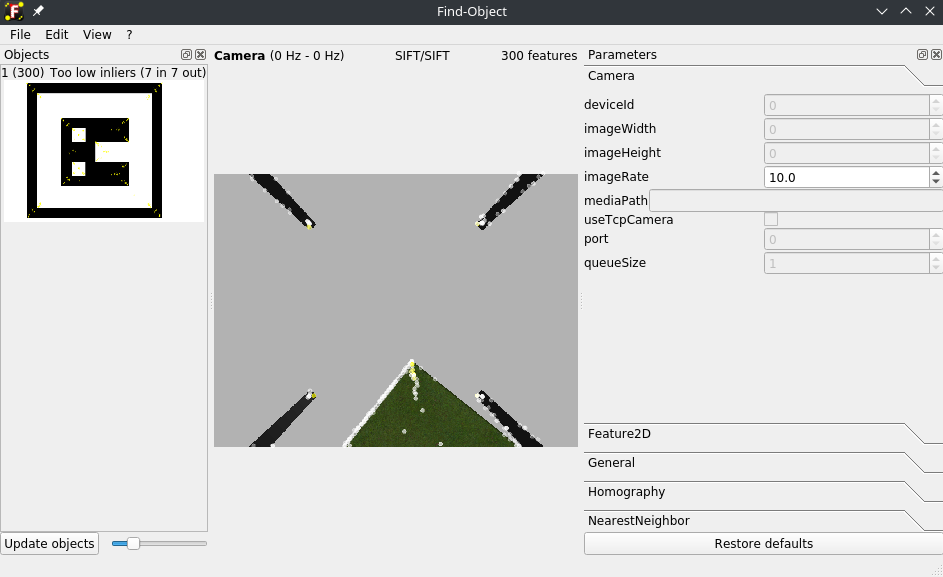 Find-Object
File Edit View ?
Objects
1 (300) Too low inliers (7 in 7 out)
Update objects
Camera (0 Hz - 0 Hz) SIFT/SIFT 300 features
Parameters
Camera
deviceId 0
imageWidth 0
imageHeight 0
imageRate 10.0
mediaPath
useTcpCamera
port 0
queueSize 1
Feature2D
General
Homography
NearestNeighbor
Restore defaults